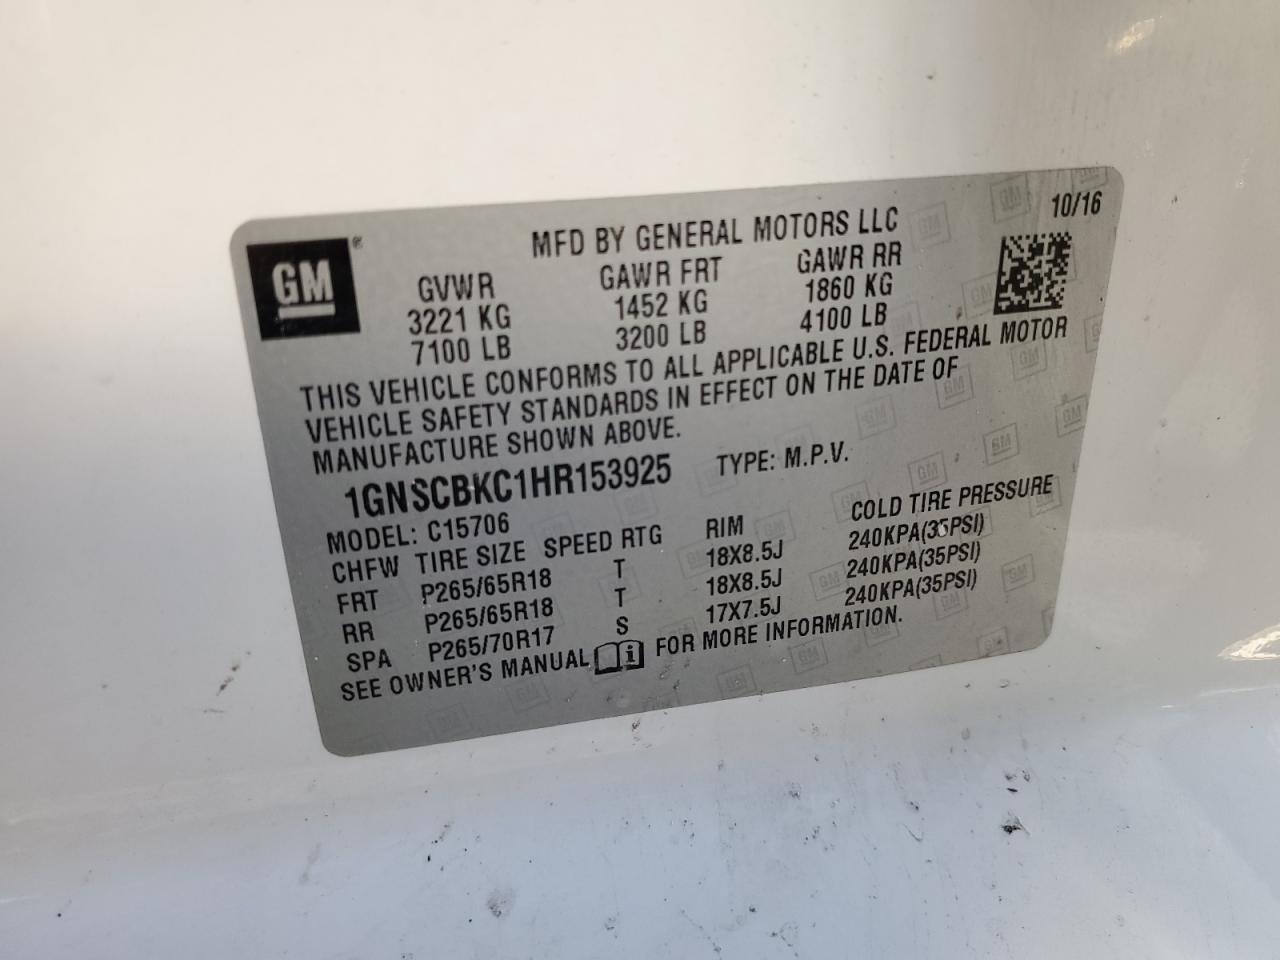 GM®
MFD BY GENERAL MOTORS LLC 10/16
GVWR GAWR FRT GAWR RR
3221 KG 1452 KG 1860 KG
7100 LB 3200 LB 4100 LB
THIS VEHICLE CONFORMS TO ALL APPLICABLE U.S. FEDERAL MOTOR
VEHICLE SAFETY STANDARDS IN EFFECT ON THE DATE OF
MANUFACTURE SHOWN ABOVE.
1GNSCBKC1HR153925 TYPE: M.P.V.
MODEL: C15706
CHFW TIRE SIZE SPEED RTG RIM COLD TIRE PRESSURE
FRT P265/65R18 T 18X8.5J 240KPA(35PSI)
RR P265/65R18 T 18X8.5J 240KPA(35PSI)
SPA P265/70R17 S 17X7.5J 240KPA(35PSI)
SEE OWNER'S MANUAL i FOR MORE INFORMATION.